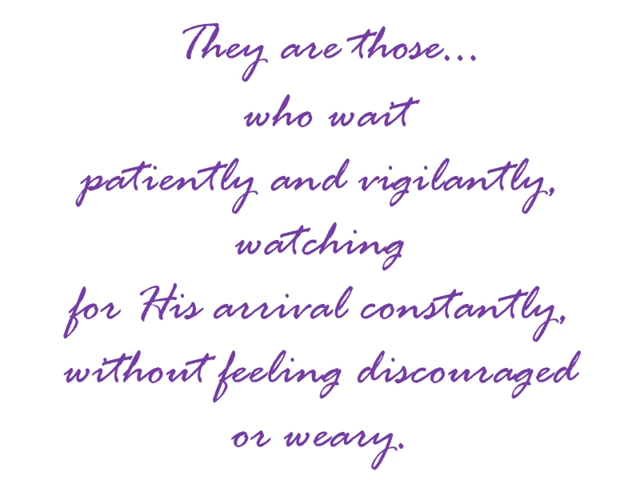 They are those...
who wait
patiently and vigilantly,
watching
for His arrival constantly,
without feeling discouraged
or weary.